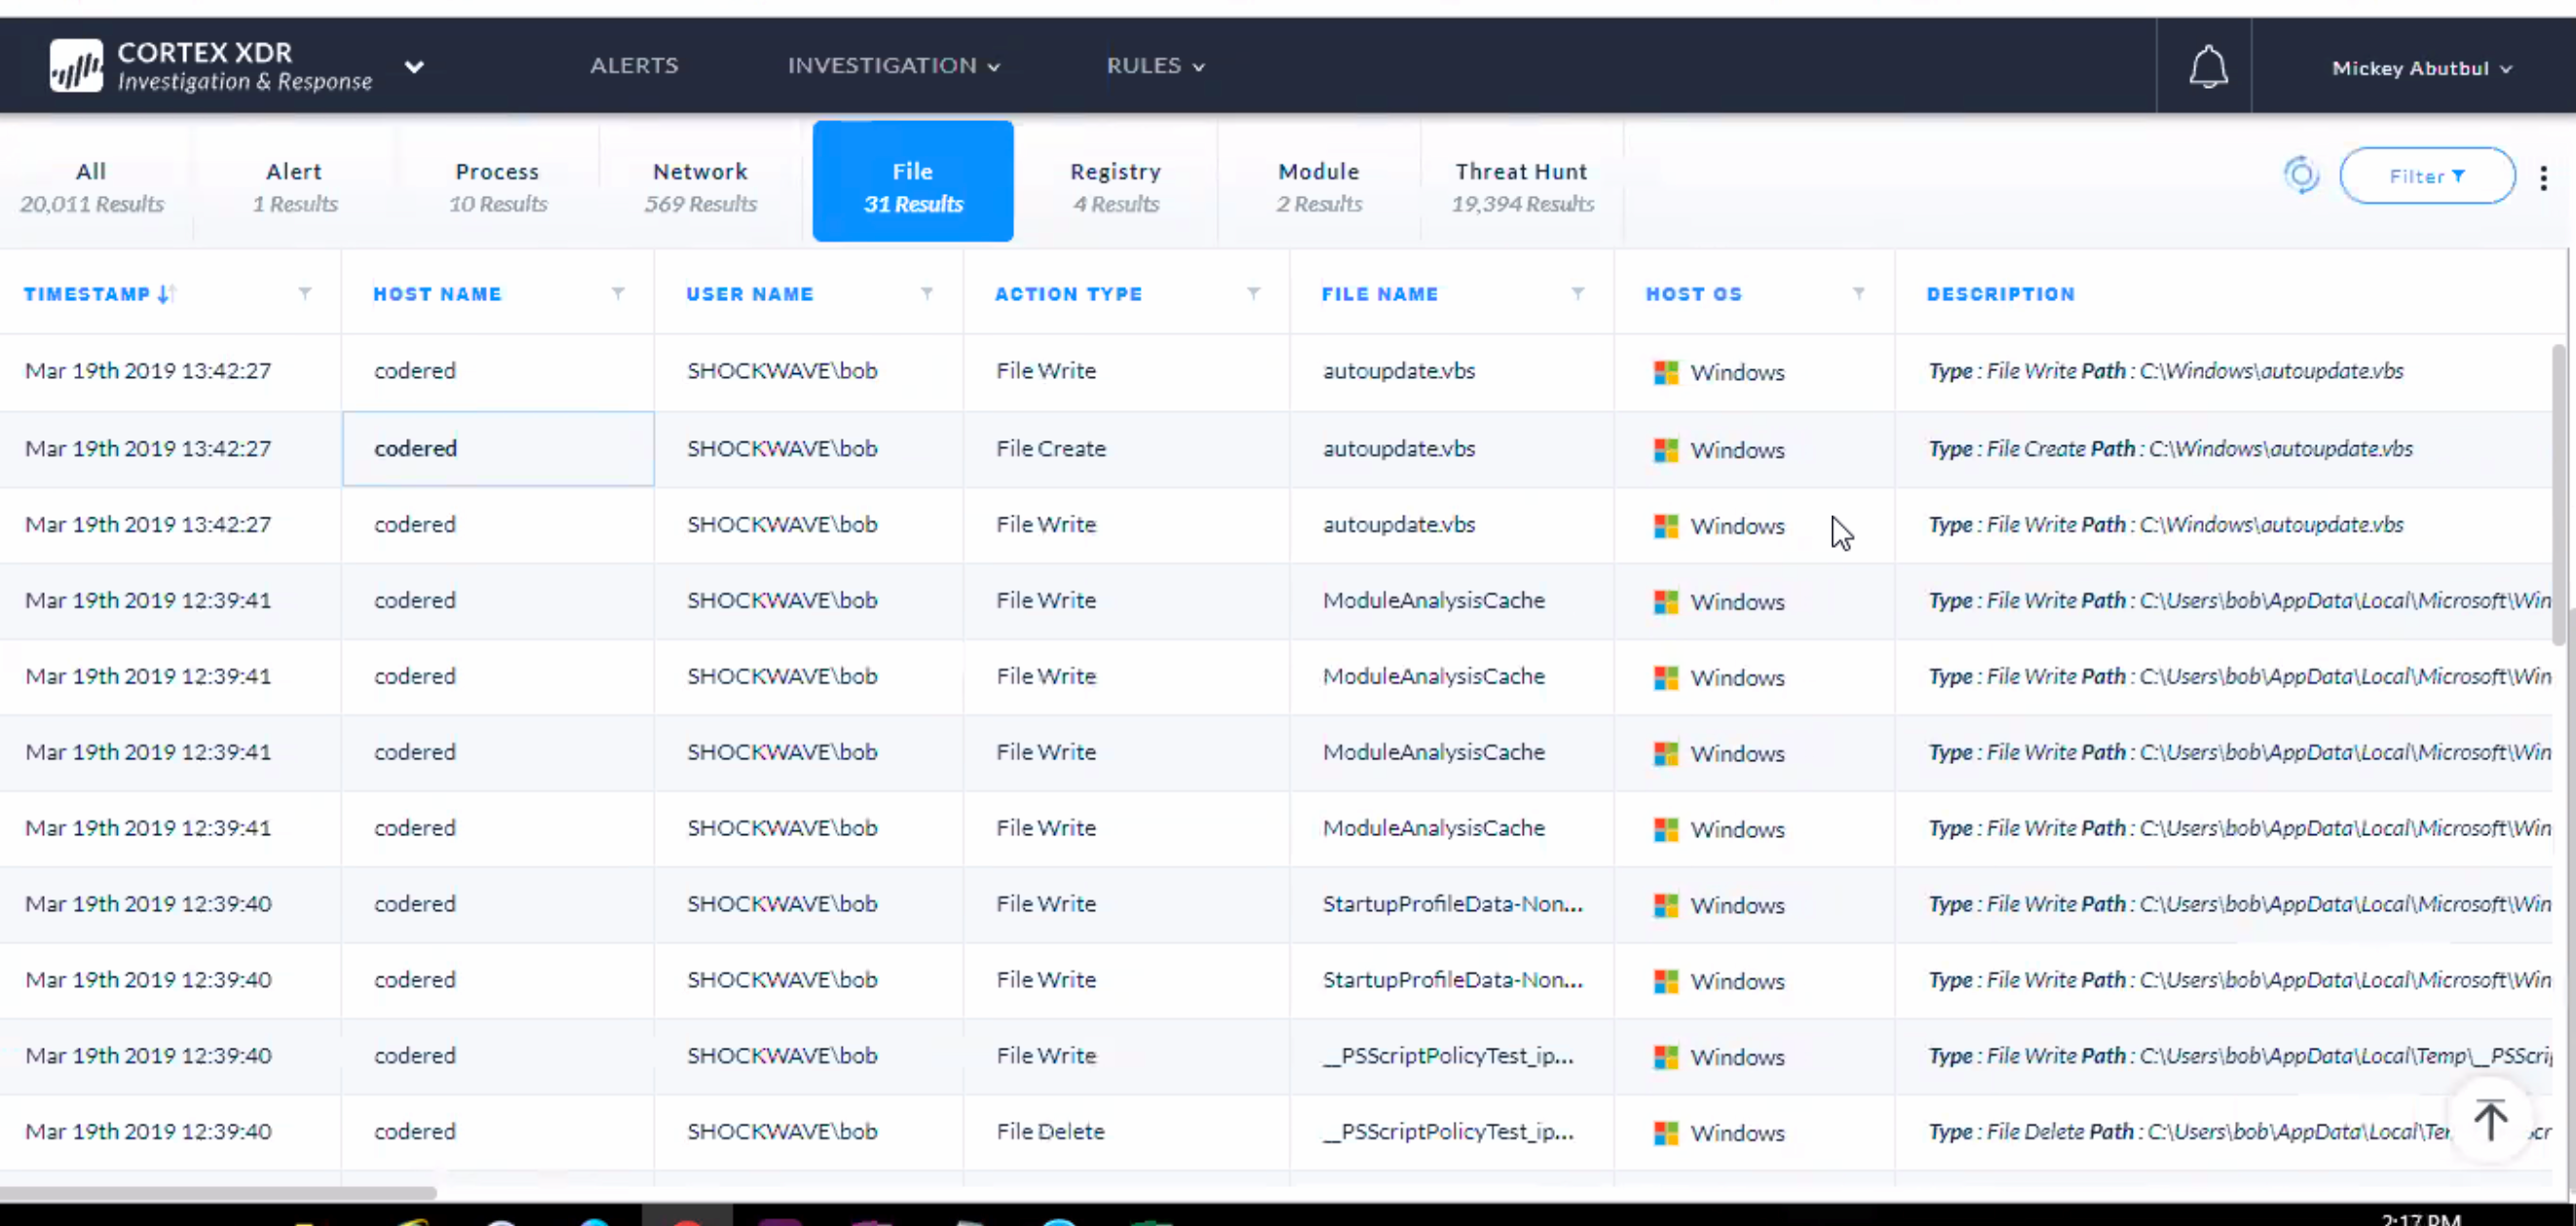 CORTEX XDR
Investigation & Response
ALERTS INVESTIGATION RULES Mickey Abutbul
All Alert Process Network File Registry Module Threat Hunt
20,011 Results 1 Results 10 Results 569 Results 31 Results 4 Results 2 Results 19,394 Results
Filter
TIMESTAMP HOST NAME USER NAME ACTION TYPE FILE NAME HOST OS DESCRIPTION
Mar 19th 2019 13:42:27 codered SHOCKWAVE\bob File Write autoupdate.vbs Windows Type : File Write Path : C:\Windows\autoupdate.vbs
Mar 19th 2019 13:42:27 codered SHOCKWAVE\bob File Create autoupdate.vbs Windows Type : File Create Path : C:\Windows\autoupdate.vbs
Mar 19th 2019 13:42:27 codered SHOCKWAVE\bob File Write autoupdate.vbs Windows Type : File Write Path : C:\Windows\autoupdate.vbs
Mar 19th 2019 12:39:41 codered SHOCKWAVE\bob File Write ModuleAnalysisCache Windows Type : File Write Path : C:\Users\bob\AppData\Local\Microsoft\Win
Mar 19th 2019 12:39:41 codered SHOCKWAVE\bob File Write ModuleAnalysisCache Windows Type : File Write Path : C:\Users\bob\AppData\Local\Microsoft\Win
Mar 19th 2019 12:39:41 codered SHOCKWAVE\bob File Write ModuleAnalysisCache Windows Type : File Write Path : C:\Users\bob\AppData\Local\Microsoft\Win
Mar 19th 2019 12:39:41 codered SHOCKWAVE\bob File Write ModuleAnalysisCache Windows Type : File Write Path : C:\Users\bob\AppData\Local\Microsoft\Win
Mar 19th 2019 12:39:40 codered SHOCKWAVE\bob File Write StartupProfileData-Non... Windows Type : File Write Path : C:\Users\bob\AppData\Local\Microsoft\Win
Mar 19th 2019 12:39:40 codered SHOCKWAVE\bob File Write StartupProfileData-Non... Windows Type : File Write Path : C:\Users\bob\AppData\Local\Microsoft\Win
Mar 19th 2019 12:39:40 codered SHOCKWAVE\bob File Write __PSScriptPolicyTest_ip... Windows Type : File Write Path : C:\Users\bob\AppData\Local\Temp\__PSScri
Mar 19th 2019 12:39:40 codered SHOCKWAVE\bob File Delete __PSScriptPolicyTest_ip... Windows Type : File Delete Path : C:\Users\bob\AppData\Local\Te
2:17 PM